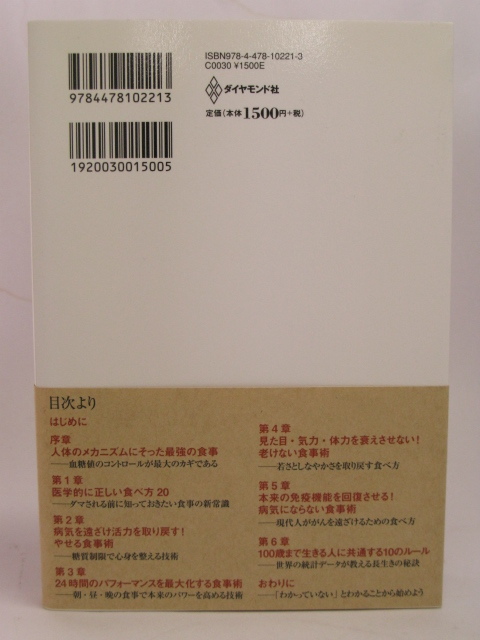 ISBN978-4-478-10221-3
C0030 ¥1500E
ダイヤモンド社
定価(本体1500円+税)
9784478102213
1920030015005
目次より
はじめに
序章
人体のメカニズムにそった最強の食事
――血糖値のコントロールが最大のカギである
第1章
医学的に正しい食べ方20
――ダマされる前に知っておきたい食事の新常識
第2章
病気を遠ざけ活力を取り戻す!
やせる食事術
――糖質制限で心身を整える技術
第3章
24時間のパフォーマンスを最大化する食事術
――朝・昼・晩の食事で本来のパワーを高める技術
第4章
見た目・気力・体力を衰えさせない!
老けない食事術
――若さとしなやかさを取り戻す食べ方
第5章
本来の免疫機能を回復させる!
病気にならない食事術
――現代人ががんを遠ざけるための食べ方
第6章
100歳まで生きる人に共通する10のルール
――世界の統計データが教える長生きの秘訣
おわりに
――「わかっていない」とわかることから始めよう